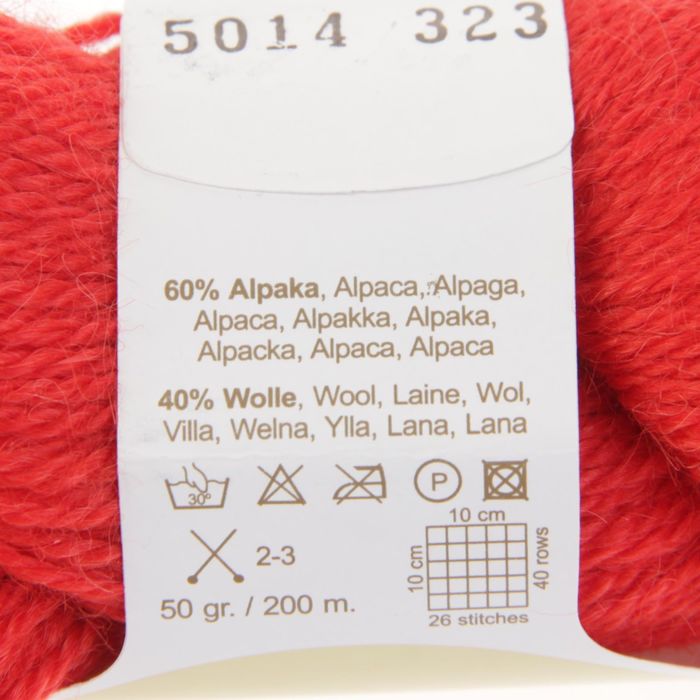 5014 323
60% Alpaka, Alpaca, Alpaga,
Alpaca, Alpakka, Alpaka,
Alpacka, Alpaca, Alpaca
40% Wolle, Wool, Laine, Wol,
Villa, Welna, Ylla, Lana, Lana
30° P
10 cm
2-3 10 cm 40 rows
50 gr. / 200 m. 26 stitches